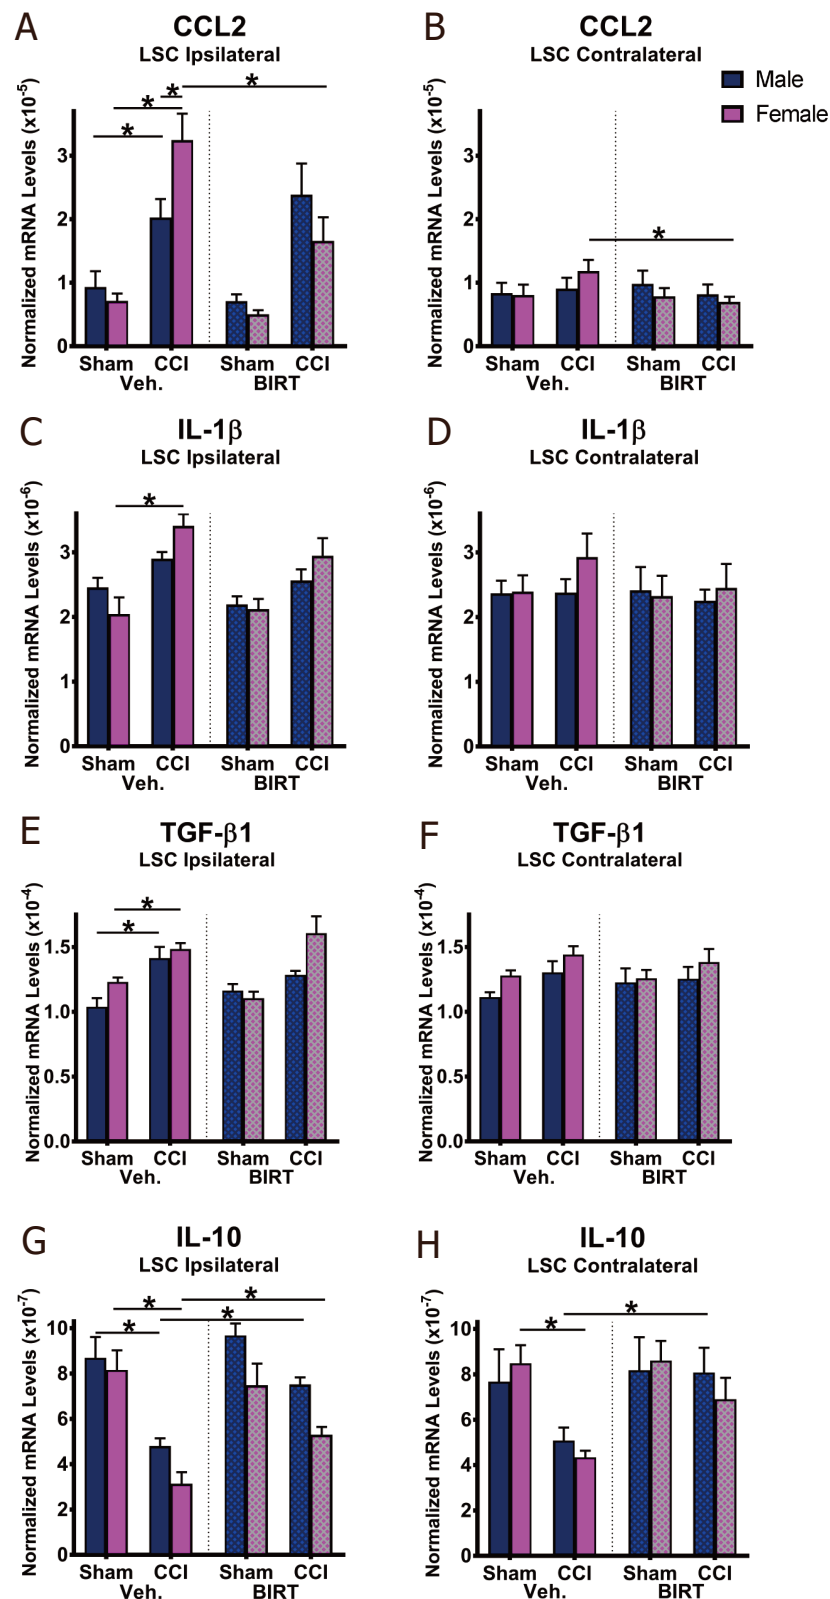 A
CCL2
LSC Ipsilateral
Normalized mRNA Levels (x10-5)
*
*
*
*
3
2
1
0
Sham CCI Sham CCI
Veh. BIRT
B
CCL2
LSC Contralateral
Male
Female
Normalized mRNA Levels (x10-5)
*
3
2
1
0
Sham CCI Sham CCI
Veh. BIRT
C
IL-1β
LSC Ipsilateral
Normalized mRNA Levels (x10-6)
*
3
2
1
0
Sham CCI Sham CCI
Veh. BIRT
D
IL-1β
LSC Contralateral
Normalized mRNA Levels (x10-6)
3
2
1
0
Sham CCI Sham CCI
Veh. BIRT
E
TGF-β1
LSC Ipsilateral
Normalized mRNA Levels (x10-4)
*
*
1.5
1.0
0.5
0.0
Sham CCI Sham CCI
Veh. BIRT
F
TGF-β1
LSC Contralateral
Normalized mRNA Levels (x10-4)
1.5
1.0
0.5
0.0
Sham CCI Sham CCI
Veh. BIRT
G
IL-10
LSC Ipsilateral
Normalized mRNA Levels (x10-7)
*
*
*
*
10
8
6
4
2
0
Sham CCI Sham CCI
Veh. BIRT
H
IL-10
LSC Contralateral
Normalized mRNA Levels (x10-7)
*
*
10
8
6
4
2
0
Sham CCI Sham CCI
Veh. BIRT